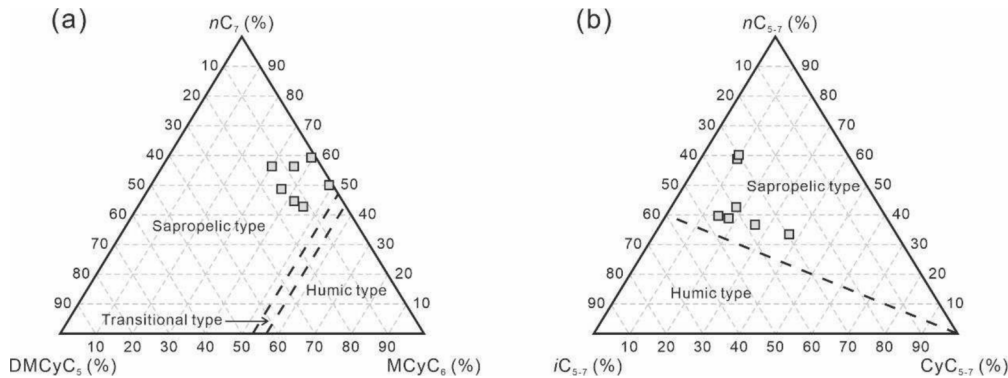 (a)
nC7 (%)
10 90
20 80
30 70
40 60
50 50
60 40
Sapropelic type
70 30
80 20
Humic type
90 10
Transitional type
10 20 30 40 50 60 70 80 90
DMCyC5 (%) MCyC6 (%)
(b)
nC5-7 (%)
10 90
20 80
30 70
40 60
Sapropelic type
50 50
60 40
70 30
80 20
Humic type
90 10
10 20 30 40 50 60 70 80 90
iC5-7 (%) CyC5-7 (%)